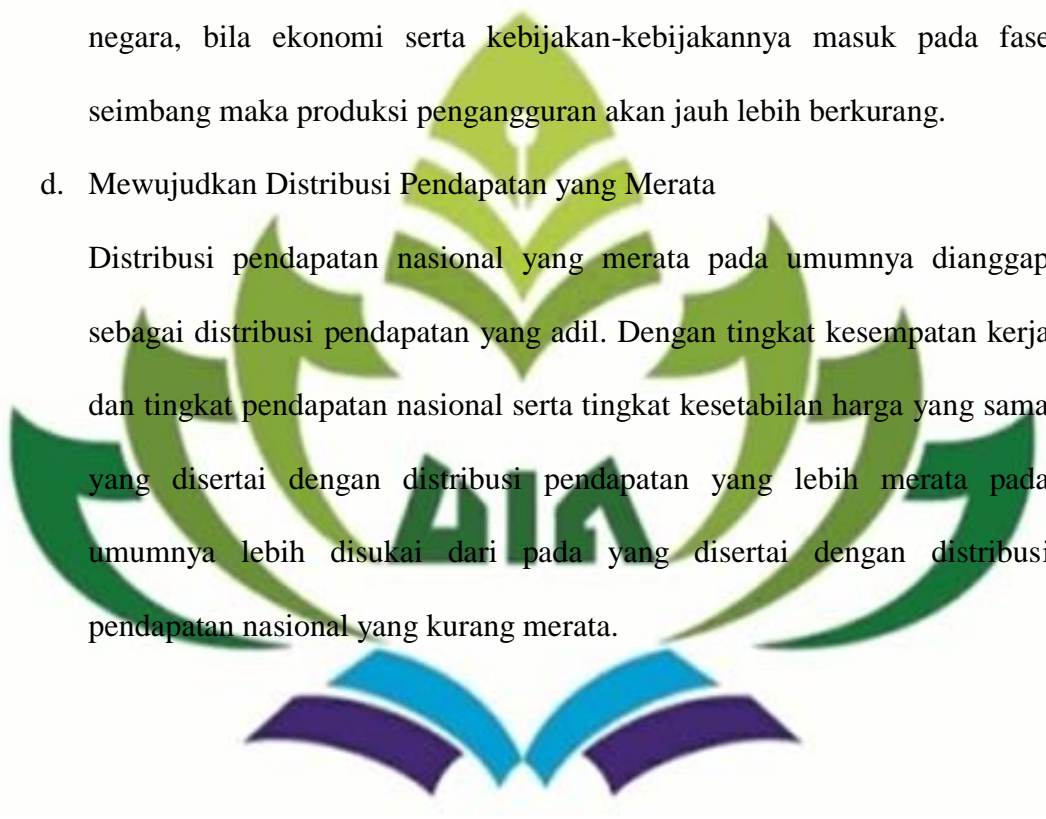 negara, bila ekonomi serta kebijakan-kebijakannya masuk pada fase
seimbang maka produksi pengangguran akan jauh lebih berkurang.
d. Mewujudkan Distribusi Pendapatan yang Merata
Distribusi pendapatan nasional yang merata pada umumnya dianggap
sebagai distribusi pendapatan yang adil. Dengan tingkat kesempatan kerja
dan tingkat pendapatan nasional serta tingkat kesetabilan harga yang sama
yang disertai dengan distribusi pendapatan yang lebih merata pada
umumnya lebih disukai dari pada yang disertai dengan distribusi
pendapatan nasional yang kurang merata.